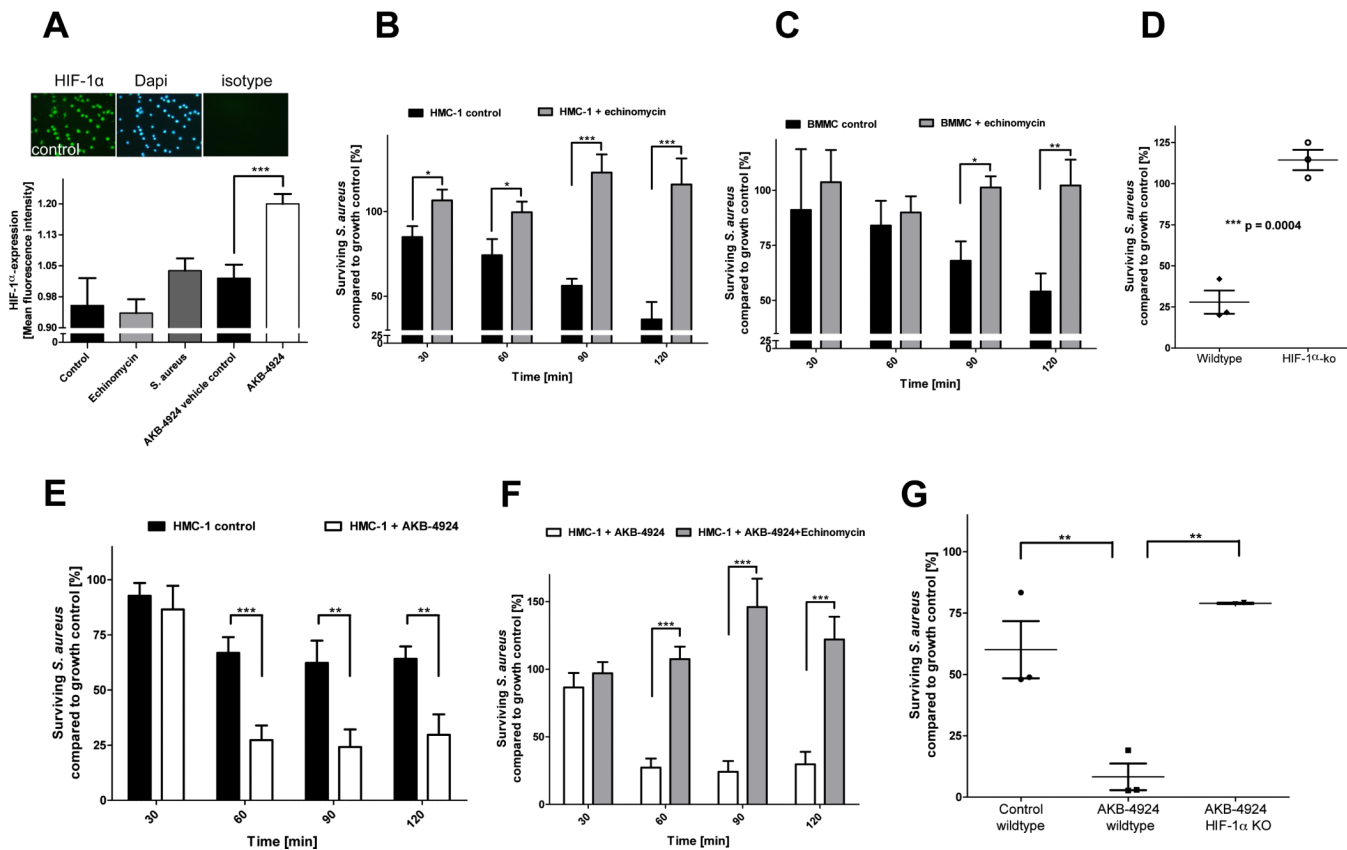 A
HIF-1α Dapi isotype
control
HIF-1α-expression
[Mean fluorescence intensity]
1.20
1.13
1.05
0.98
0.90
0
***
Control
Echinomycin
S. aureus
AKB-4924 vehicle control
AKB-4924
B
HMC-1 control HMC-1 + echinomycin
Surviving S. aureus
compared to growth control [%]
100
50
25
0
* * *** ***
30 60 90 120
Time [min]
C
BMMC control BMMC + echinomycin
Surviving S. aureus
compared to growth control [%]
100
75
50
25
0
* **
30 60 90 120
Time [min]
D
Surviving S. aureus
compared to growth control [%]
125
100
75
50
25
0
*** p = 0.0004
Wildtype HIF-1α-ko
E
HMC-1 control HMC-1 + AKB-4924
Surviving S. aureus
compared to growth control [%]
100
75
50
25
0
*** ** **
30 60 90 120
Time [min]
F
HMC-1 + AKB-4924 HMC-1 + AKB-4924+Echinomycin
Surviving S. aureus
compared to growth control [%]
150
100
50
0
*** *** ***
30 60 90 120
Time [min]
G
Surviving S. aureus
compared to growth control [%]
100
75
50
25
0
** **
Control
wildtype
AKB-4924
wildtype
AKB-4924
HIF-1α KO